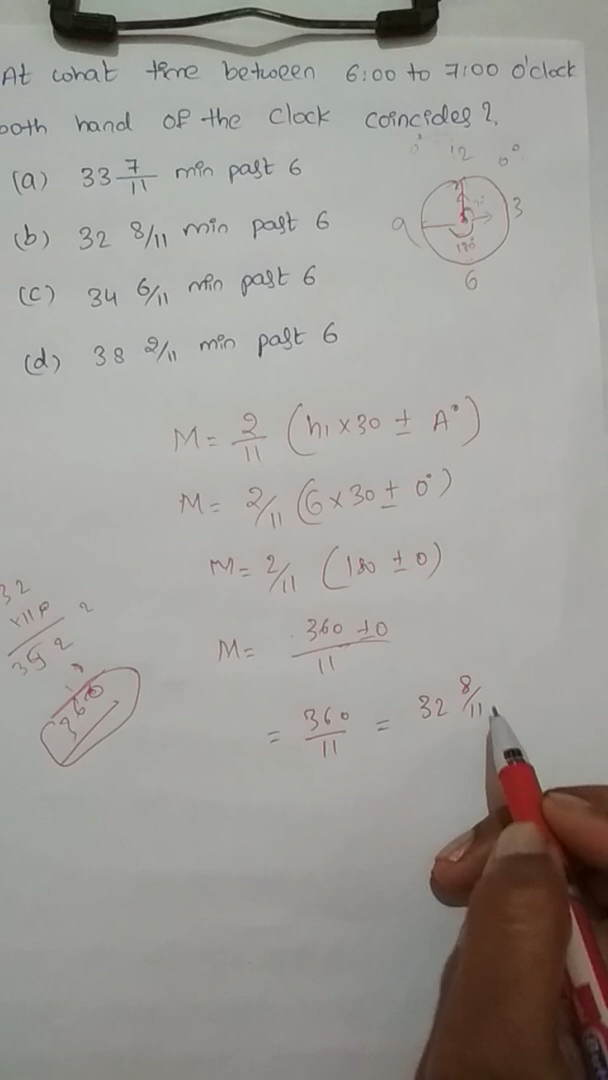 At what time between 6:00 to 7:00 o'clock
both hand of the clock coincides?
(a) 33 7/11 min past 6
(b) 32 8/11 min past 6
(c) 34 6/11 min past 6
(d) 38 2/11 min past 6
12
0°
9
3
180°
6
M = 2/11 (h1 × 30 ± A°)
M = 2/11 (6 × 30 ± 0°)
M = 2/11 (180 ± 0)
M = 360 ± 0 / 11
= 360/11 = 32 8/11
32
352
360